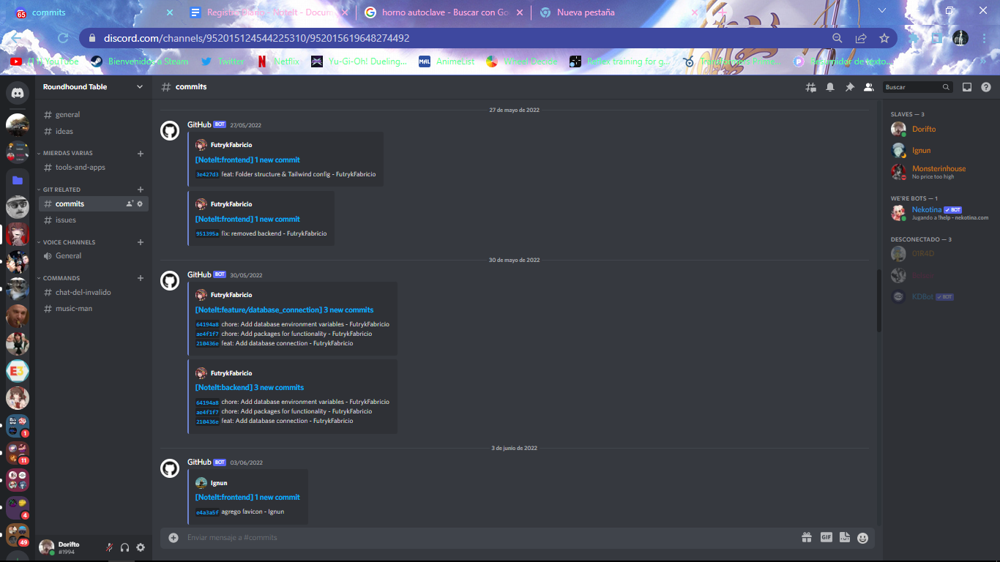 65
commits
Registro Diario - NoteIt - Docum
horno autoclave - Buscar con Go
Nueva pestaña
discord.com/channels/952015124544225310/952015619648274492
(11) YouTube
Bienvenido a Steam
Twitter
Netflix
Yu-Gi-Oh! Dueling...
MAL
AnimeList
Wheel Decide
Reflex training for g...
Resumidor de texto...
Roundhound Table
general
ideas
MIERDAS VARIAS
tools-and-apps
GIT RELATED
commits
issues
VOICE CHANNELS
General
COMMANDS
chat-del-invalido
music-man
E3
1
11
4
49
Dorifto
#1994
commits
Buscar
27 de mayo de 2022
GitHub BOT 27/05/2022
FutrykFabricio
[NoteIt:frontend] 1 new commit
3e427d3 feat: Folder structure & Tailwind config - FutrykFabricio
FutrykFabricio
[NoteIt:frontend] 1 new commit
951395a fix: removed backend - FutrykFabricio
30 de mayo de 2022
GitHub BOT 30/05/2022
FutrykFabricio
[NoteIt:feature/database_connection] 3 new commits
64194a8 chore: Add database environment variables - FutrykFabricio
ae4f1f7 chore: Add packages for functionality - FutrykFabricio
210436e feat: Add database connection - FutrykFabricio
FutrykFabricio
[NoteIt:backend] 3 new commits
64194a8 chore: Add database environment variables - FutrykFabricio
ae4f1f7 chore: Add packages for functionality - FutrykFabricio
210436e feat: Add database connection - FutrykFabricio
3 de junio de 2022
GitHub BOT 03/06/2022
Ignun
[NoteIt:frontend] 1 new commit
e4a3a5f agrego favicon - Ignun
Enviar mensaje a #commits
GIF
SLAVES — 3
Dorifto
Ignun
Monsterinhouse
No price too high
WE'RE BOTS — 1
Nekotina BOT
Jugando a !help - nekotina.com
DESCONECTADO — 3
01R4D
KDBot BOT